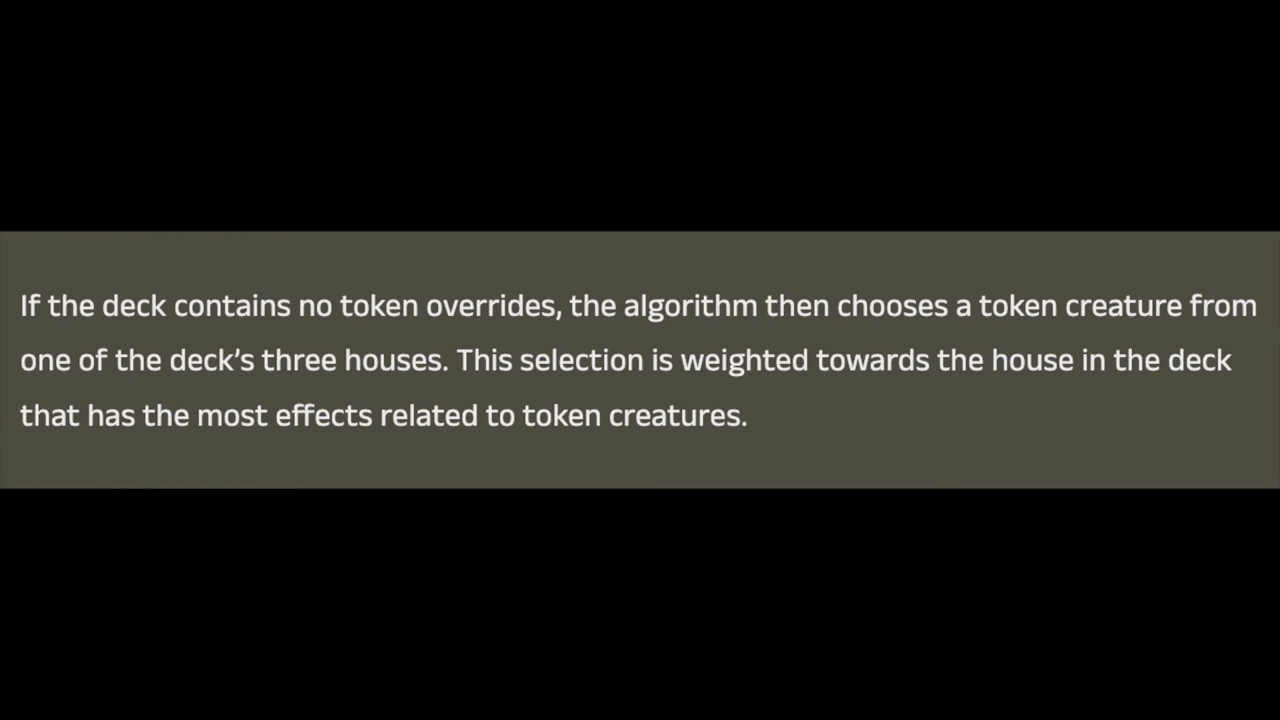 If the deck contains no token overrides, the algorithm then chooses a token creature from
one of the deck’s three houses. This selection is weighted towards the house in the deck
that has the most effects related to token creatures.